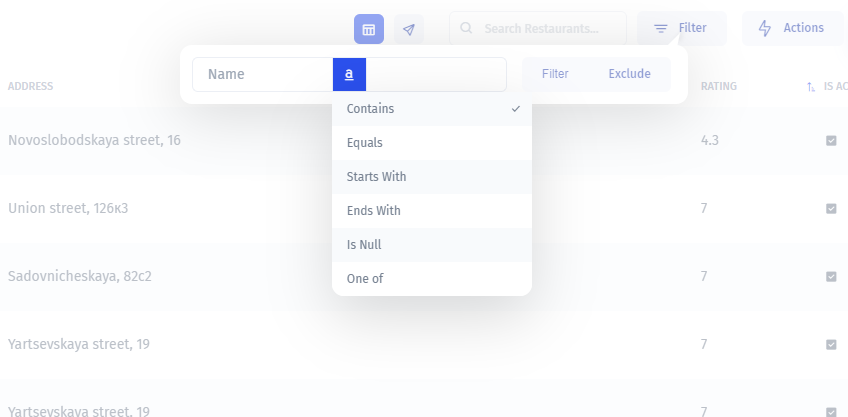 Search Restaurants...
Filter
Actions
Name
a
Filter
Exclude
ADDRESS
RATING
IS AC
Contains
Novoslobodskaya street, 16
4.3
Equals
Starts With
Union street, 126к3
7
Ends With
Is Null
Sadovnicheskaya, 82c2
7
One of
Yartsevskaya street, 19
7
Yartsevskaya street, 19
7